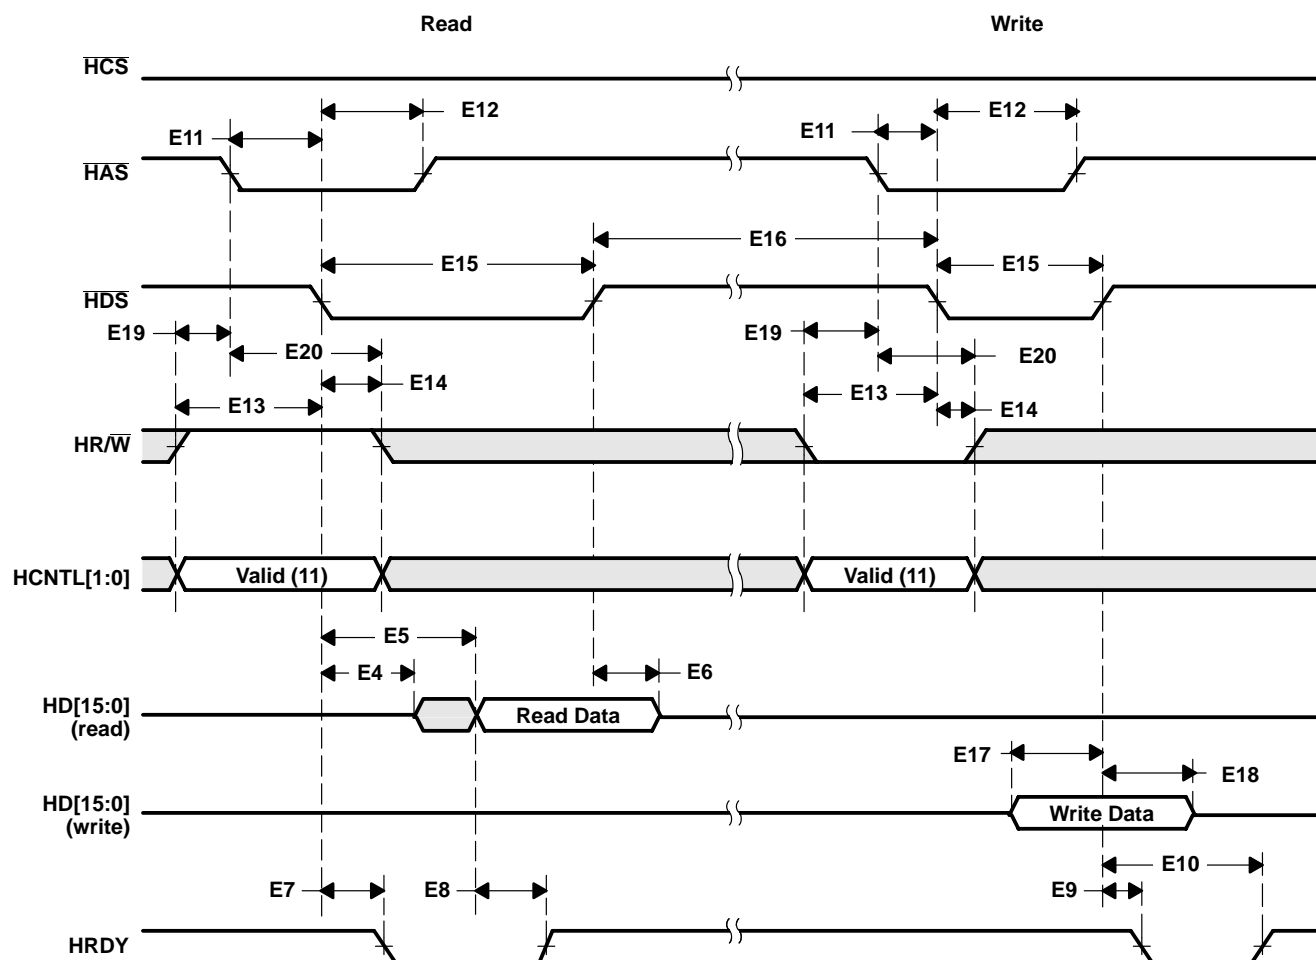 Read Write
HCS
E12 E12
E11 E11
HAS
E16
E15 E15
HDS
E19 E19
E20 E20
E14
E13 E13
E14
HR/W
HCNTL[1:0] Valid (11) Valid (11)
E5
E4 E6
HD[15:0]
(read)
Read Data
E17
E18
HD[15:0]
(write)
Write Data
E10
E7 E8 E9
HRDY